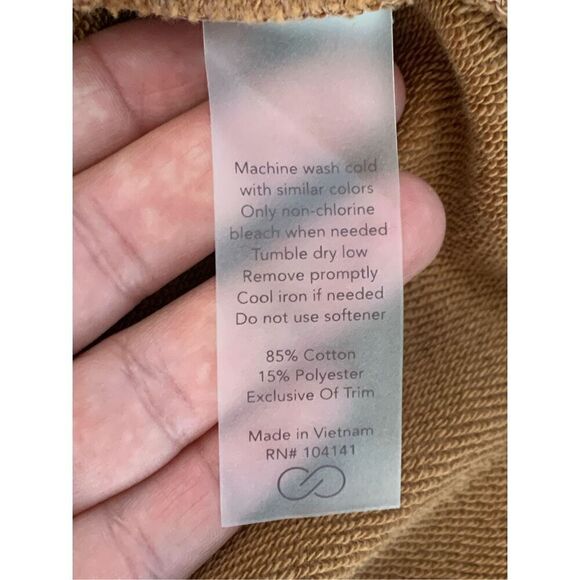 Machine wash cold
with similar colors
Only non-chlorine
bleach when needed
Tumble dry low
Remove promptly
Cool iron if needed
Do not use softener
85% Cotton
15% Polyester
Exclusive Of Trim
Made in Vietnam
RN# 104141